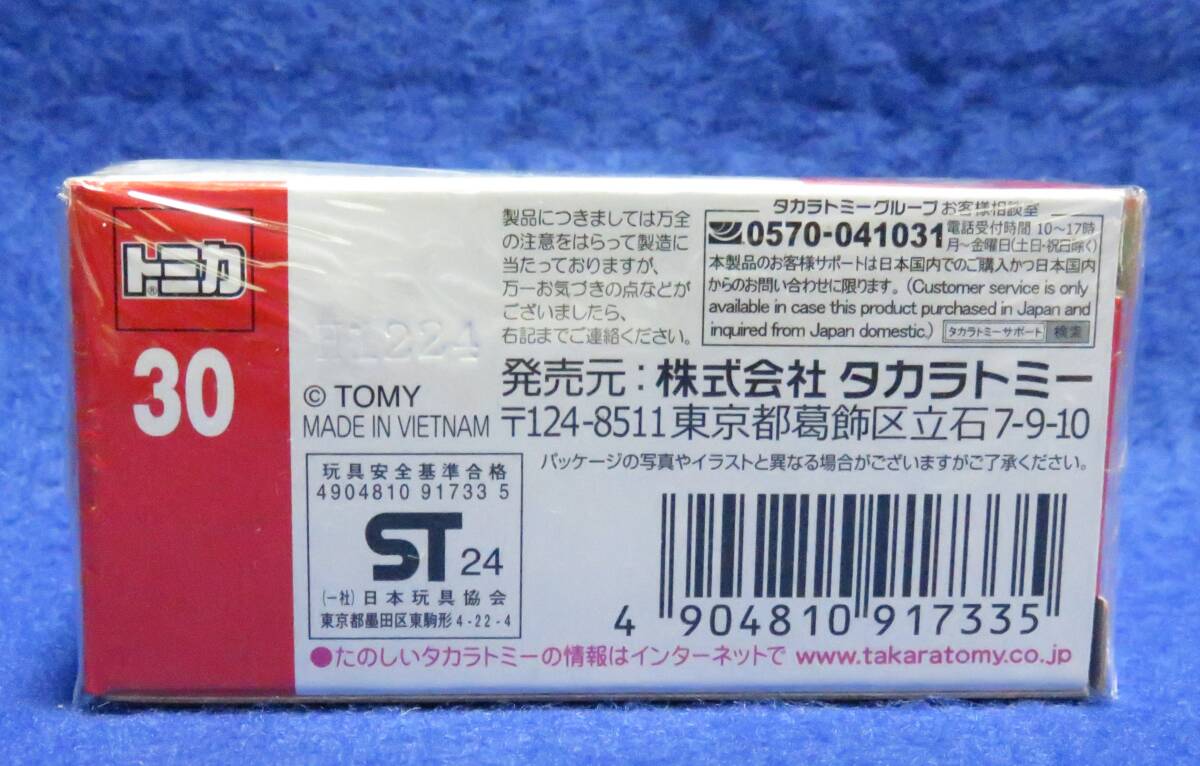 トミカ®
30
製品につきましては万全
の注意をはらって製造に
当たっておりますが、
万一お気づきの点などが
ございましたら、
右記までご連絡ください。
タカラトミーグループ お客様相談室
0570-041031
電話受付時間 10～17時
月～金曜日(土日・祝日除く)
本製品のお客様サポートは日本国内でのご購入かつ日本国内
からのお問い合わせに限ります。(Customer service is only
available in case this product purchased in Japan and
inquired from Japan domestic.) タカラトミーサポート 検索
© TOMY
MADE IN VIETNAM
発売元：株式会社 タカラトミー
〒124-8511 東京都葛飾区立石 7-9-10
パッケージの写真やイラストと異なる場合がございますがご了承ください。
玩具安全基準合格
4904810 91733 5
ST 24
(一社) 日本玩具協会
東京都墨田区東駒形 4-22-4
4 904810 917335
●たのしいタカラトミーの情報はインターネットで www.takaratomy.co.jp